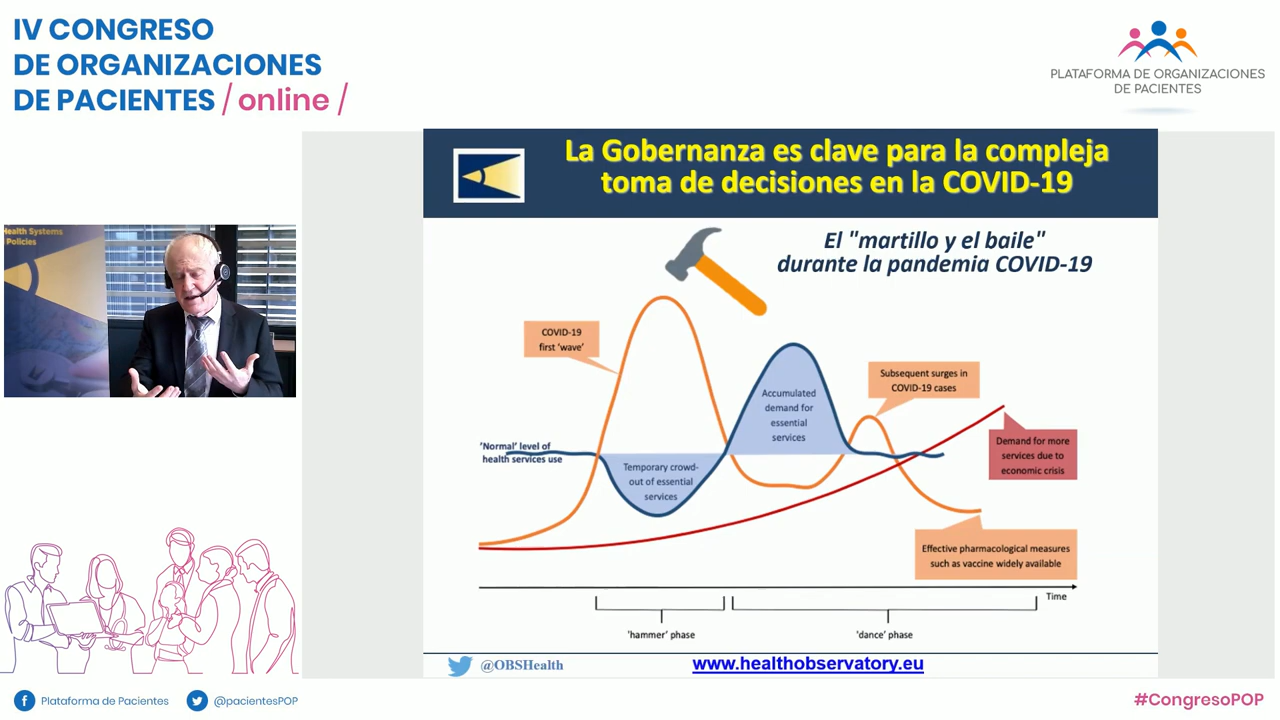 IV CONGRESO
DE ORGANIZACIONES
DE PACIENTES / online /
PLATAFORMA DE ORGANIZACIONES
DE PACIENTES
Health Systems
Policies
La Gobernanza es clave para la compleja
toma de decisiones en la COVID-19
El "martillo y el baile"
durante la pandemia COVID-19
COVID-19
first 'wave'
Accumulated
demand for
essential
services
Subsequent surges in
COVID-19 cases
'Normal' level of
health services use
Temporary crowd-
out of essential
services
Demand for more
services due to
economic crisis
Effective pharmacological measures
such as vaccine widely available
Time
'hammer' phase
'dance' phase
@OBSHealth
www.healthobservatory.eu
Plataforma de Pacientes
@pacientesPOP
#CongresoPOP